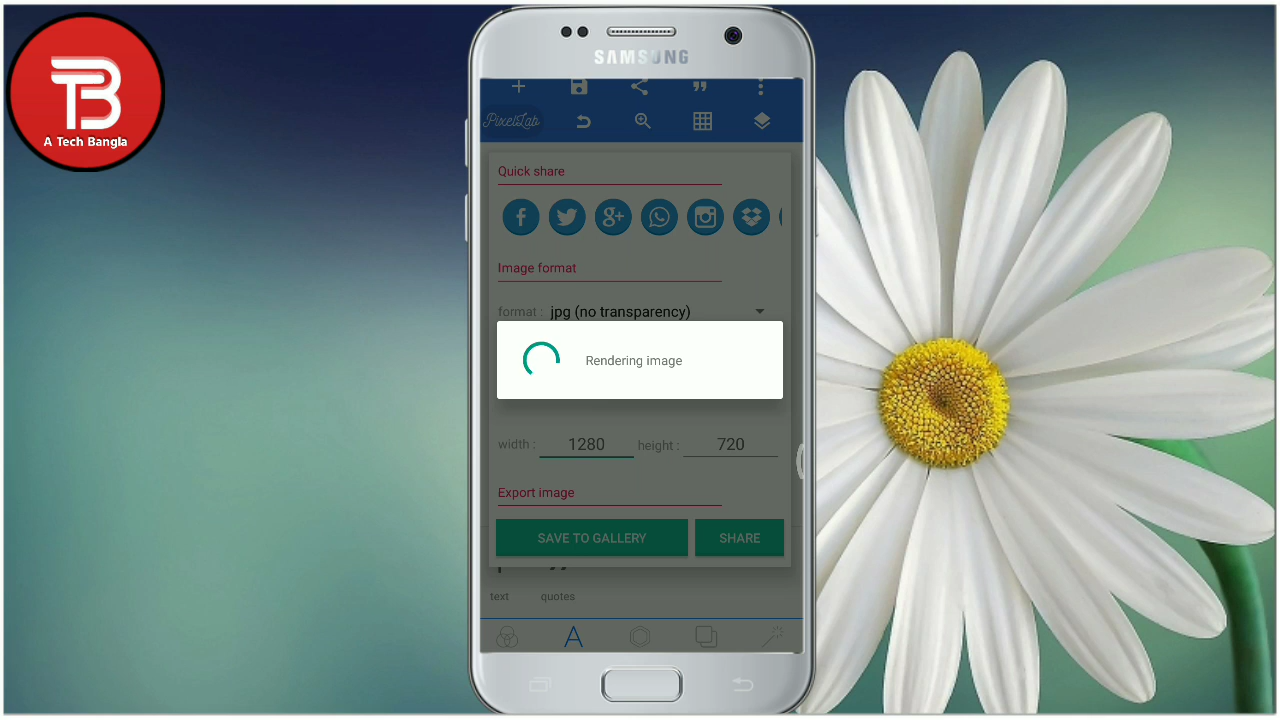 A Tech Bangla
SAMSUNG
PixelLab
Quick share
Image format
format : jpg (no transparency)
Rendering image
width : 1280 height : 720
Export image
SAVE TO GALLERY SHARE
text quotes